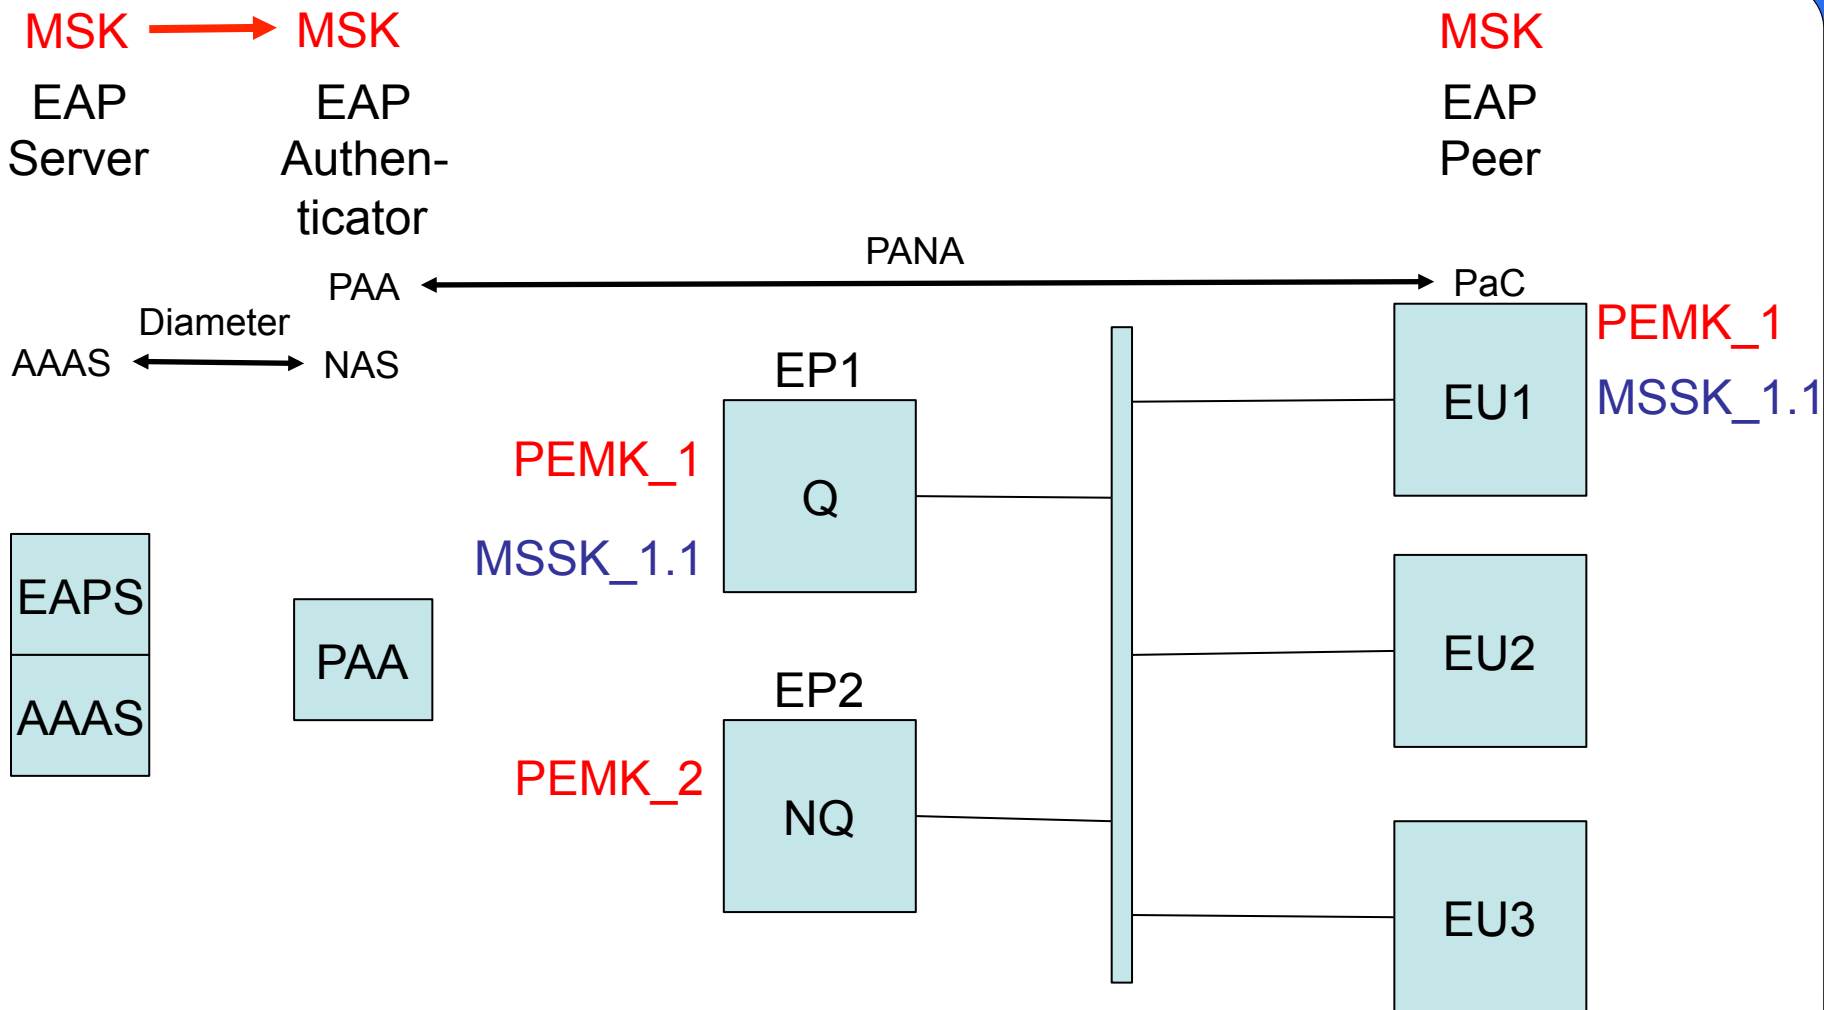 MSK
MSK
MSK
EAP
Server
EAP
Authen-
ticator
EAP
Peer
PANA
PAA
PaC
Diameter
AAAS
NAS
EP1
PEMK_1
Q
MSSK_1.1
EU1
PEMK_1
MSSK_1.1
EAPS
AAAS
PAA
EP2
PEMK_2
NQ
EU2
EU3